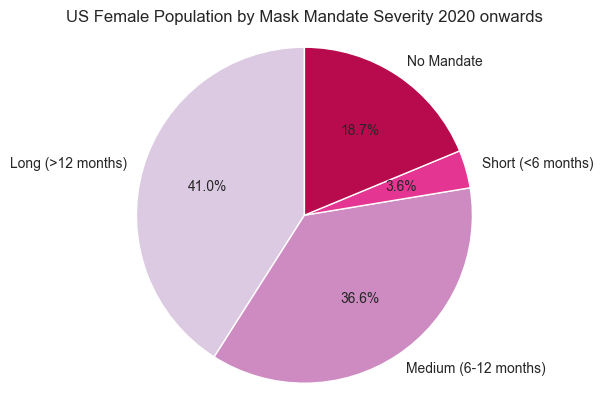 US Female Population by Mask Mandate Severity 2020 onwards
No Mandate
18.7%
Long (>12 months)
Short (<6 months)
41.0%
3.6%
36.6%
Medium (6-12 months)